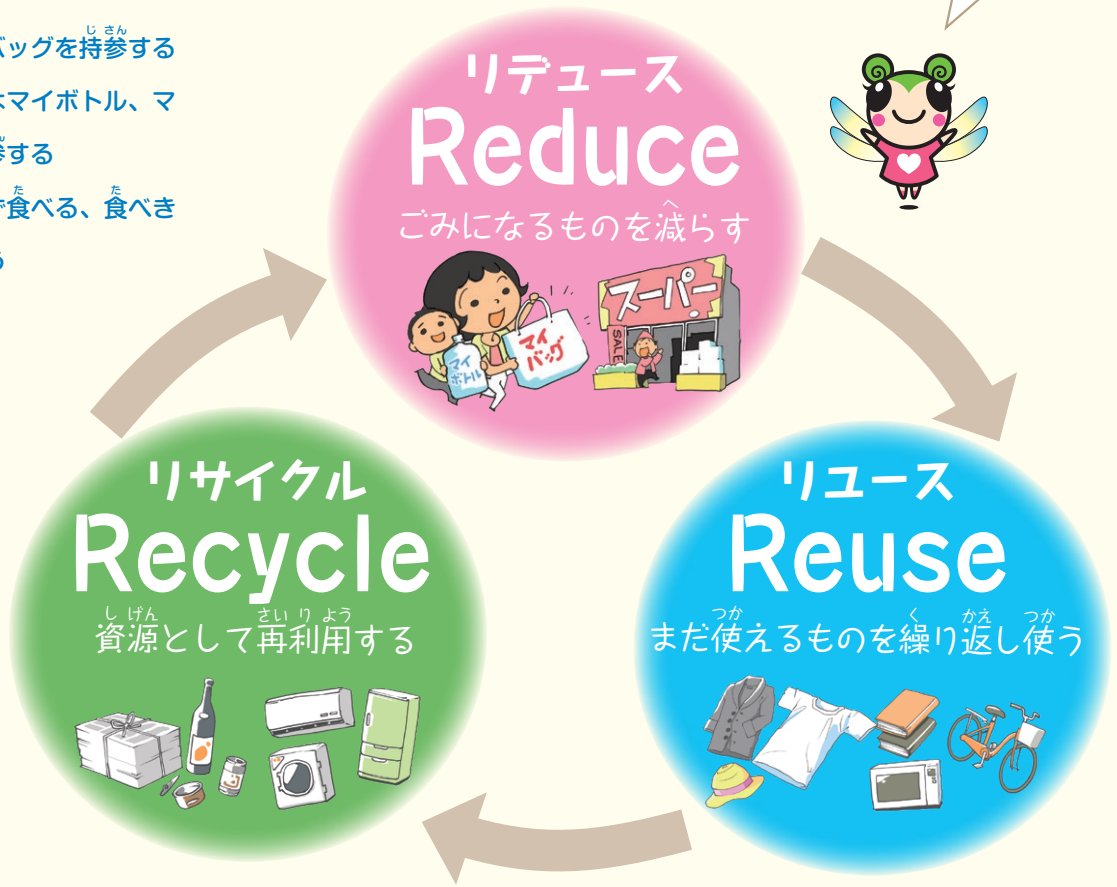 バッグを持参する
はマイボトル、マ
参する
で食べる、食べき
う
リデュース
Reduce
ごみになるものを減らす
スーパー
SALE
マイボトル
マイバッグ
リサイクル
Recycle
資源として再利用する
リユース
Reuse
まだ使えるものを繰り返し使う